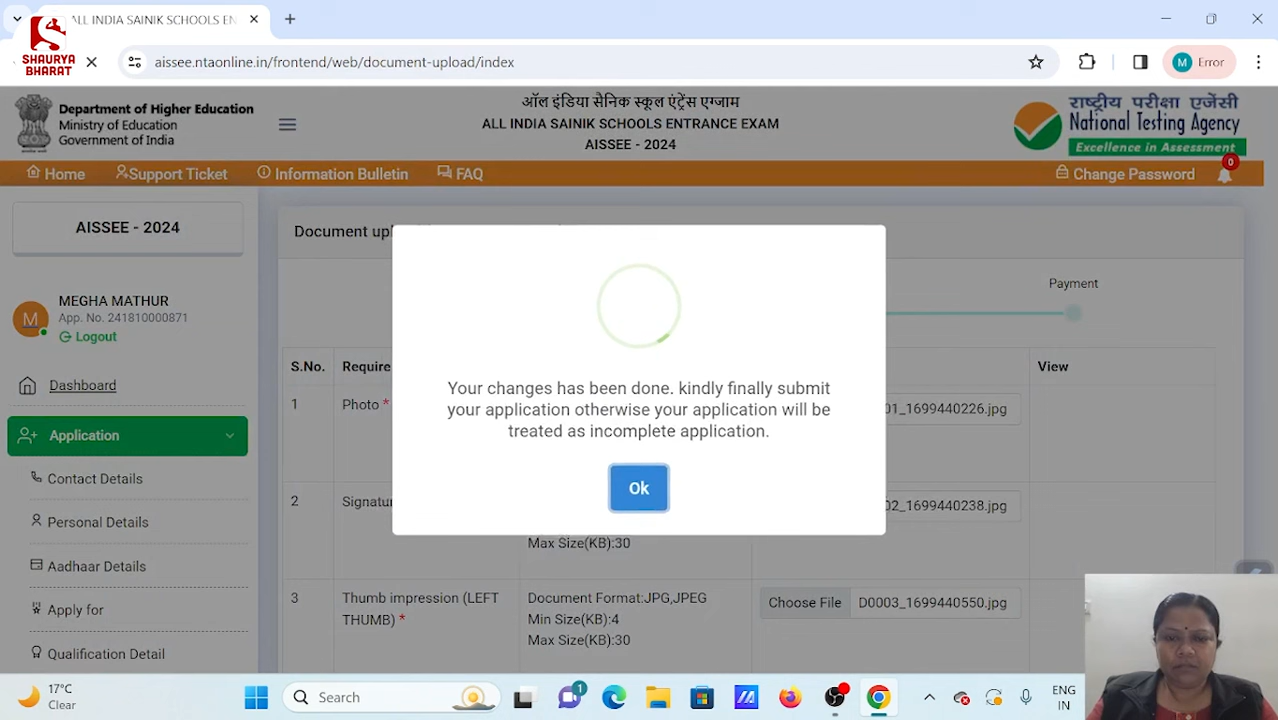 ALL INDIA SAINIK SCHOOLS EN
SHAURYA
BHARAT
aissee.ntaonline.in/frontend/web/document-upload/index
M Error
Department of Higher Education
Ministry of Education
Government of India
ऑल इंडिया सैनिक स्कूल एंट्रेंस एग्जाम
ALL INDIA SAINIK SCHOOLS ENTRANCE EXAM
AISSEE - 2024
राष्ट्रीय परीक्षा एजेंसी
National Testing Agency
Excellence in Assessment
Home Support Ticket Information Bulletin FAQ Change Password 0
AISSEE - 2024
MEGHA MATHUR
M
App. No. 241810000871
Logout
Dashboard
Application
Contact Details
Personal Details
Aadhaar Details
Apply for
Qualification Detail
Document upl
Payment
S.No. Require View
1 Photo * 01_1699440226.jpg
2 Signatu 02_1699440238.jpg
Max Size(KB):30
3 Thumb impression (LEFT THUMB) *
Document Format:JPG,JPEG
Min Size(KB):4
Max Size(KB):30
Choose File D0003_1699440550.jpg
Your changes has been done. kindly finally submit
your application otherwise your application will be
treated as incomplete application.
Ok
17°C
Clear
Search
1
ENG
IN